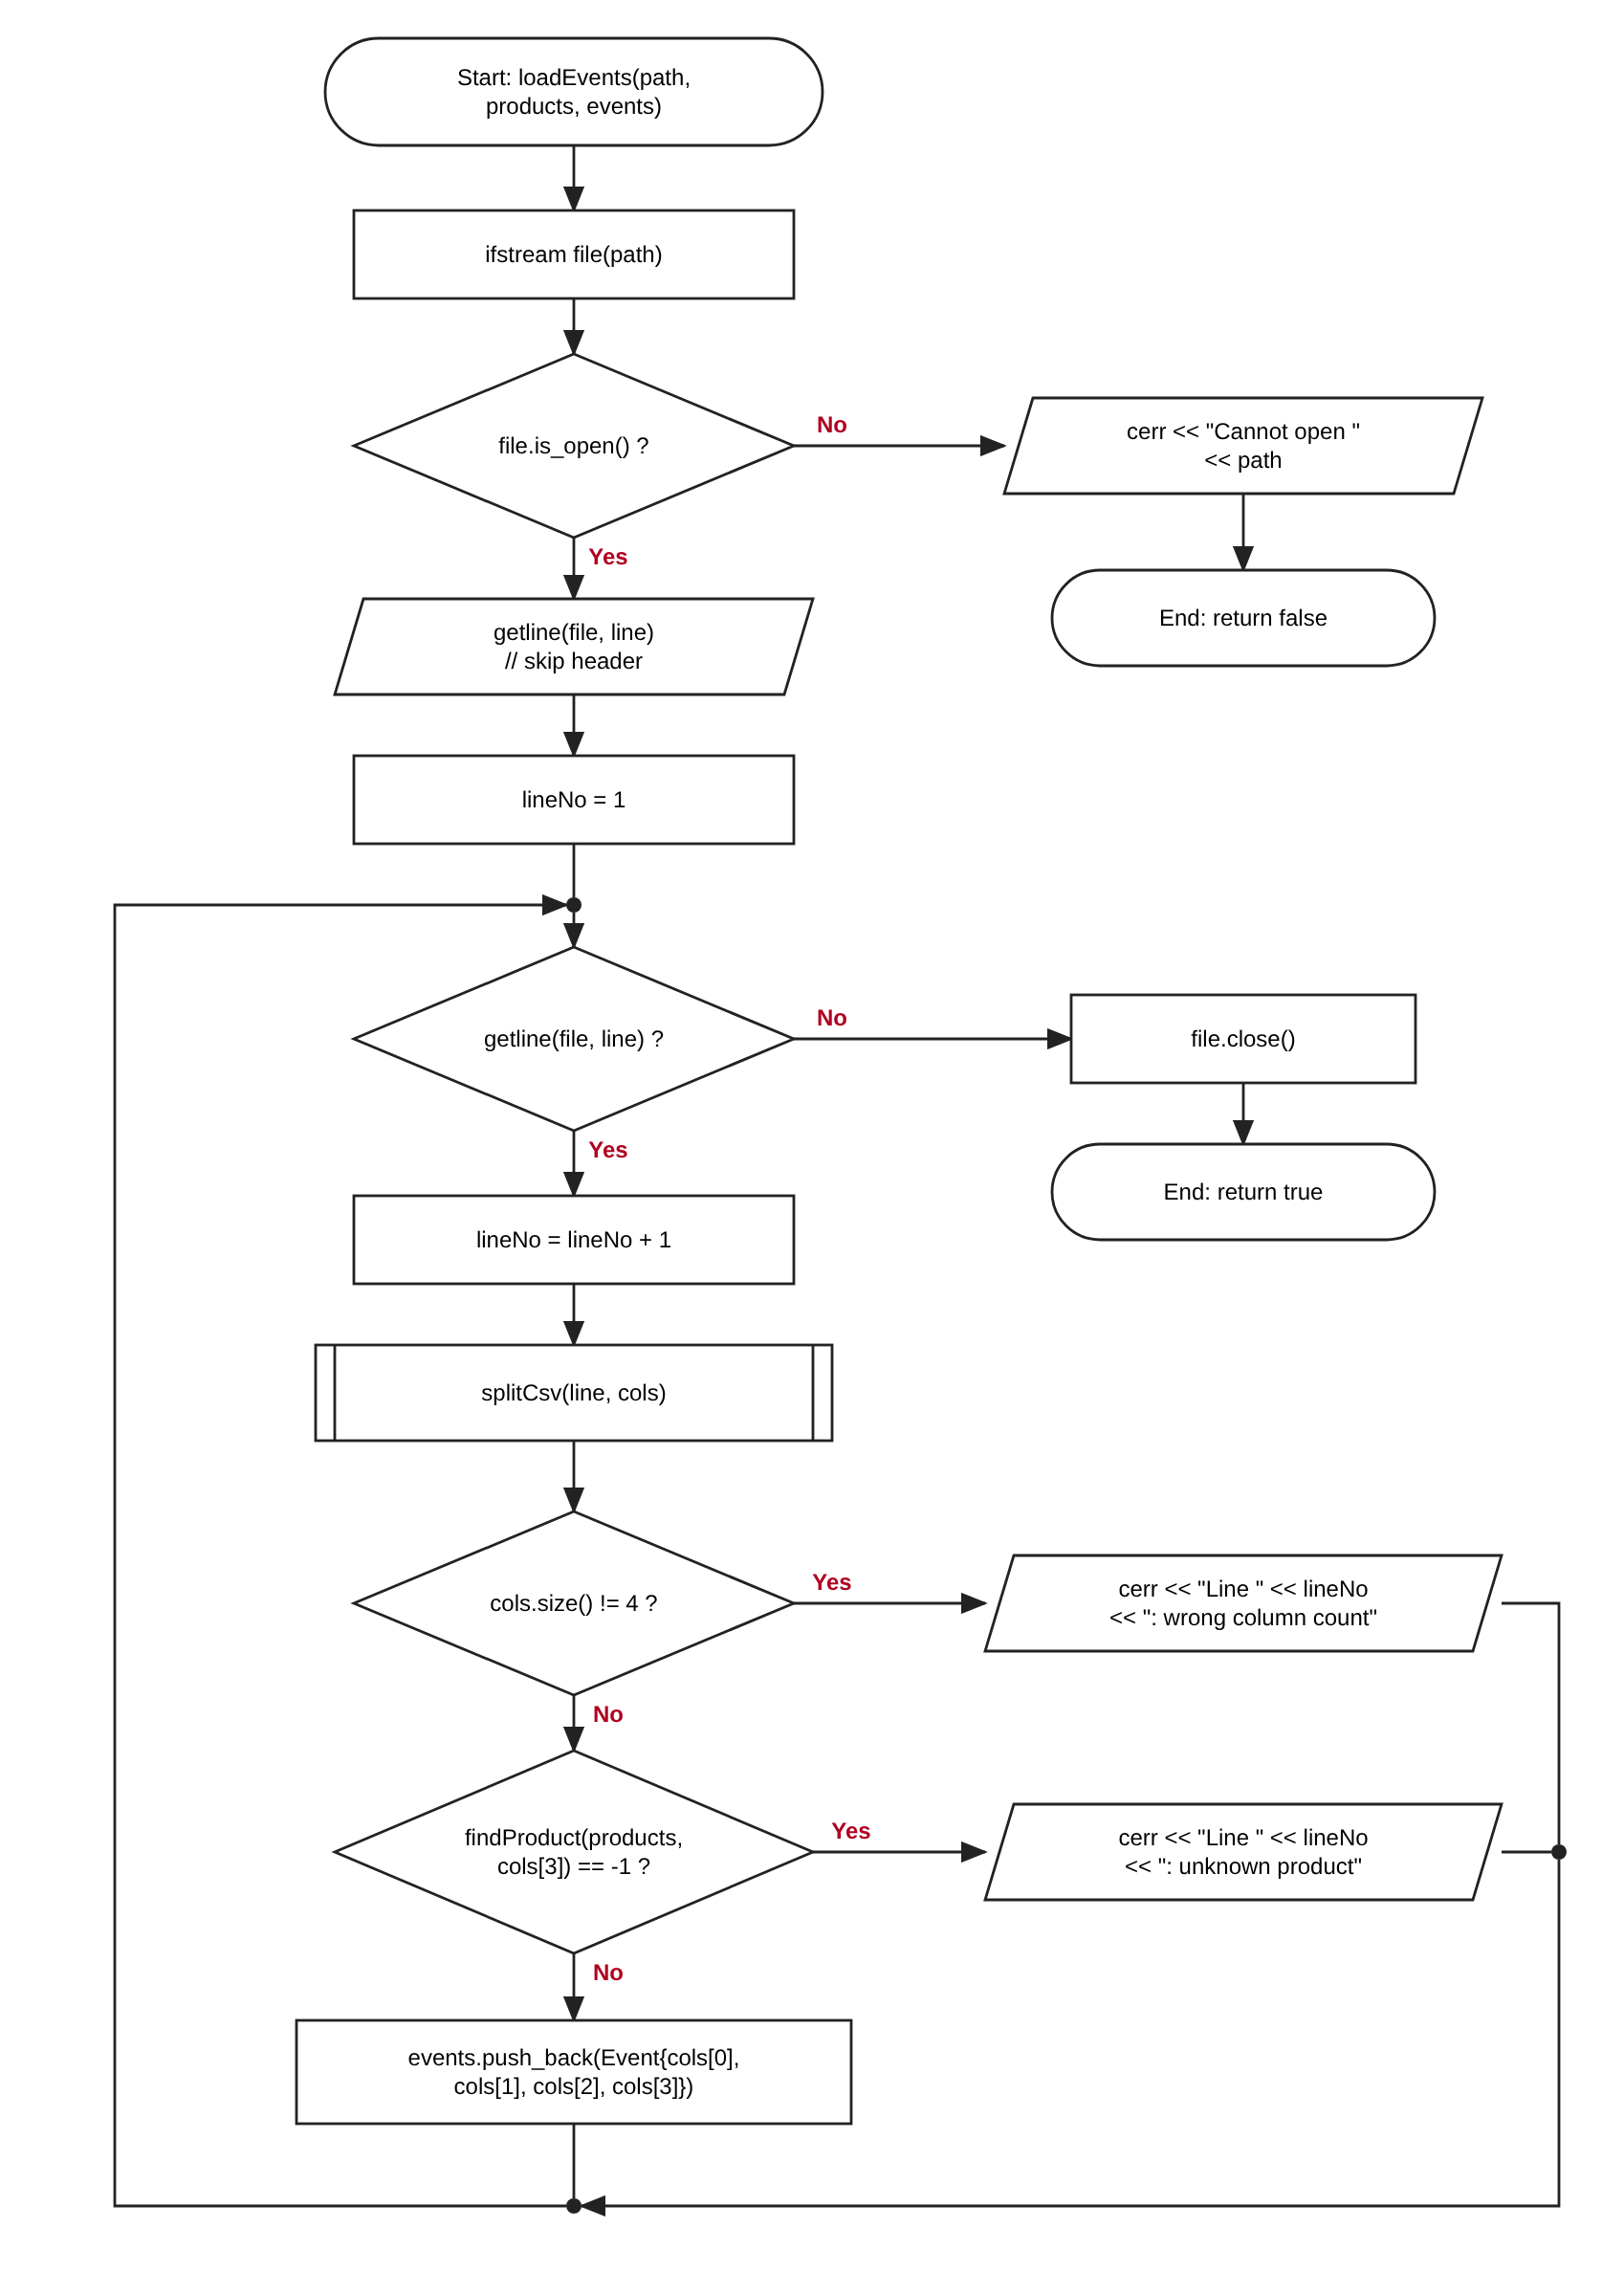 Start: loadEvents(path,
products, events)
ifstream file(path)
file.is_open() ?
No
cerr << "Cannot open "
<< path
Yes
End: return false
getline(file, line)
// skip header
lineNo = 1
getline(file, line) ?
No
file.close()
Yes
End: return true
lineNo = lineNo + 1
splitCsv(line, cols)
cols.size() != 4 ?
Yes
cerr << "Line " << lineNo
<< ": wrong column count"
No
findProduct(products,
cols[3]) == -1 ?
Yes
cerr << "Line " << lineNo
<< ": unknown product"
No
events.push_back(Event{cols[0],
cols[1], cols[2], cols[3]})